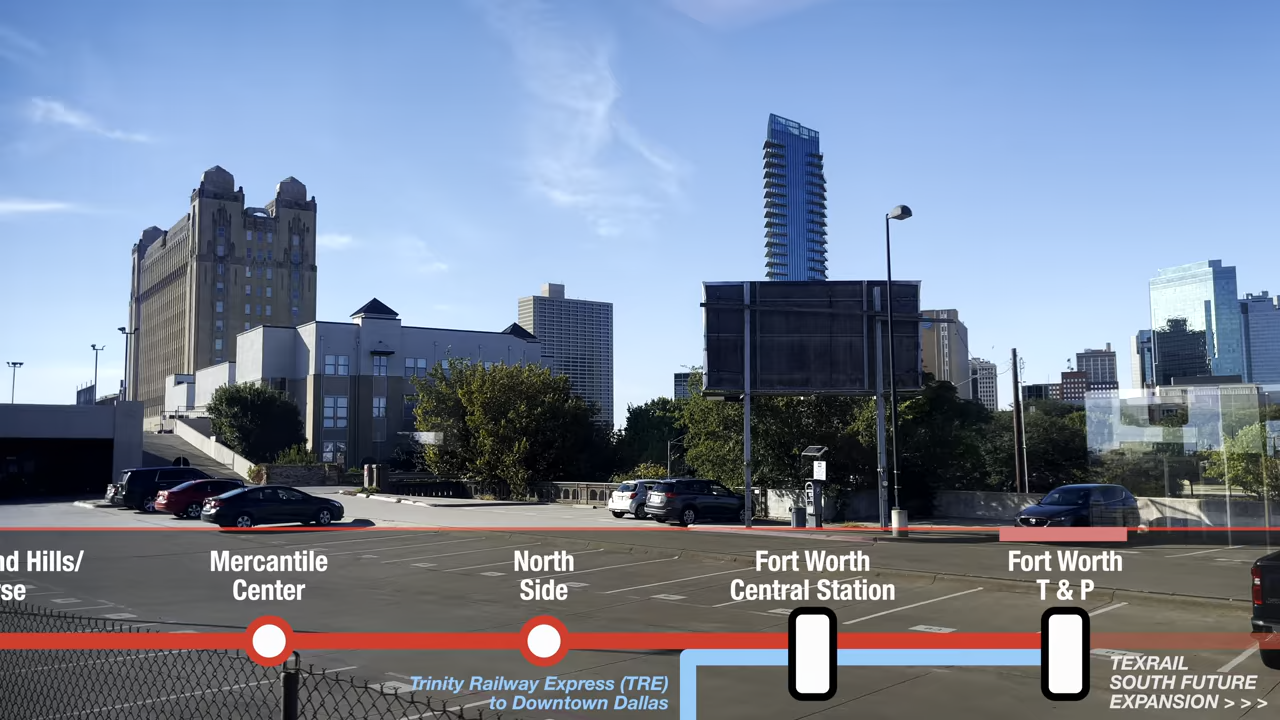 nd Hills/
se
Mercantile
Center
North
Side
Fort Worth
Central Station
Fort Worth
T & P
Trinity Railway Express (TRE)
to Downtown Dallas
TEXRAIL
SOUTH FUTURE
EXPANSION > > >